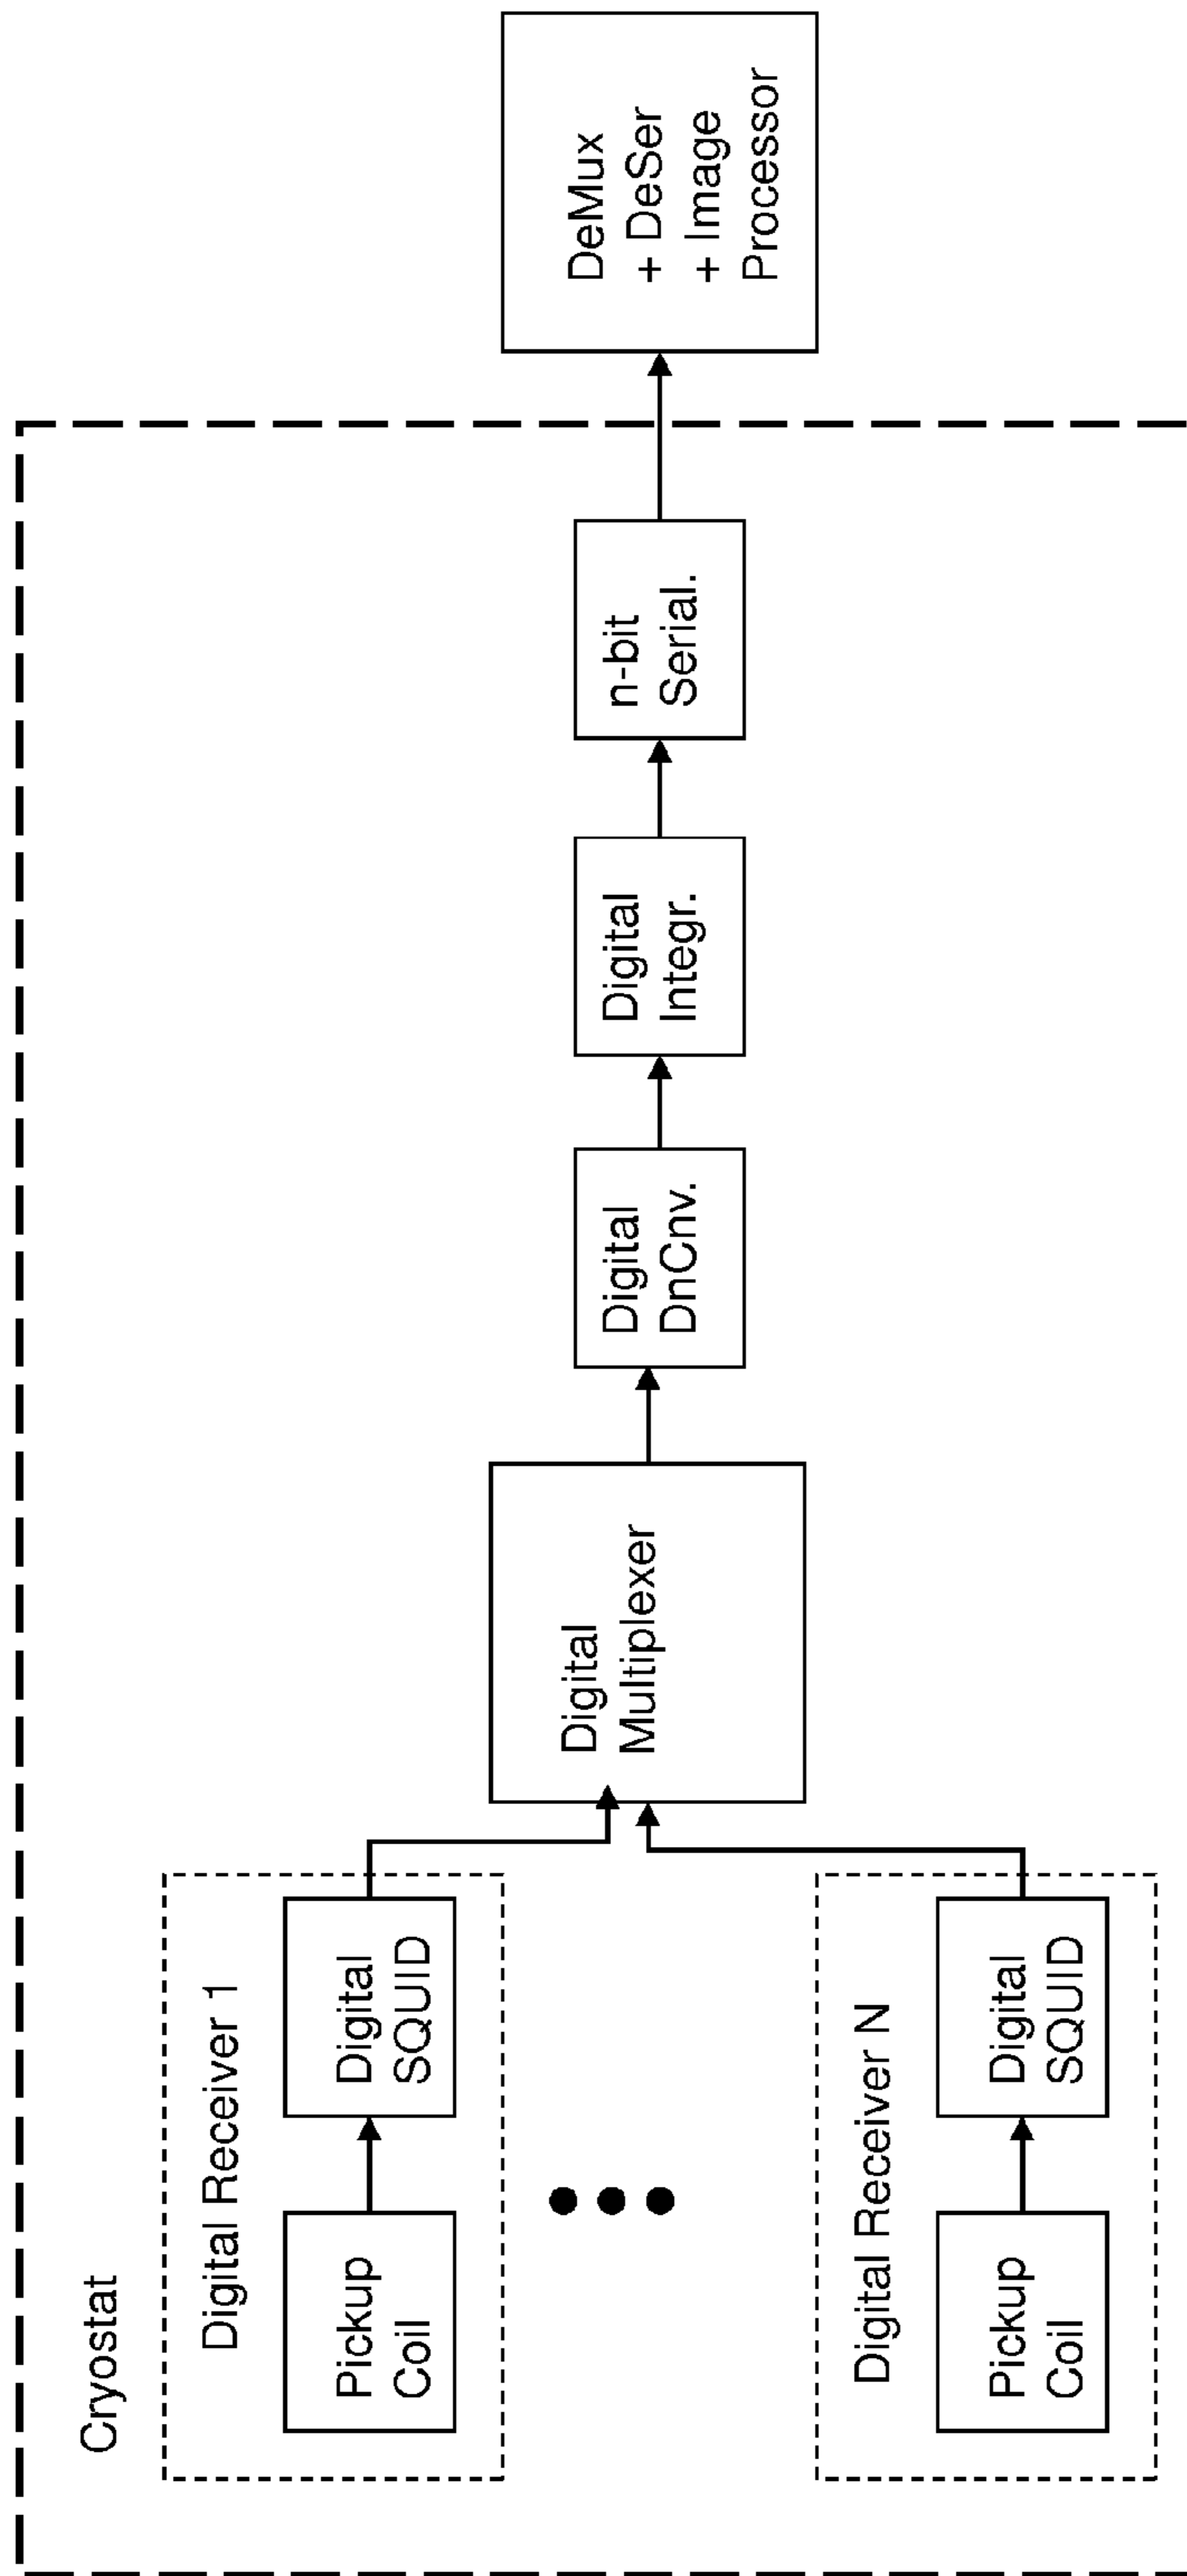 Cryostat
Digital Receiver 1
Pickup
Coil
Digital
SQUID
Digital Receiver N
Pickup
Coil
Digital
SQUID
Digital
Multiplexer
Digital
DnCnv.
Digital
Integr.
n-bit
Serial.
DeMux
+ DeSer
+ Image
Processor